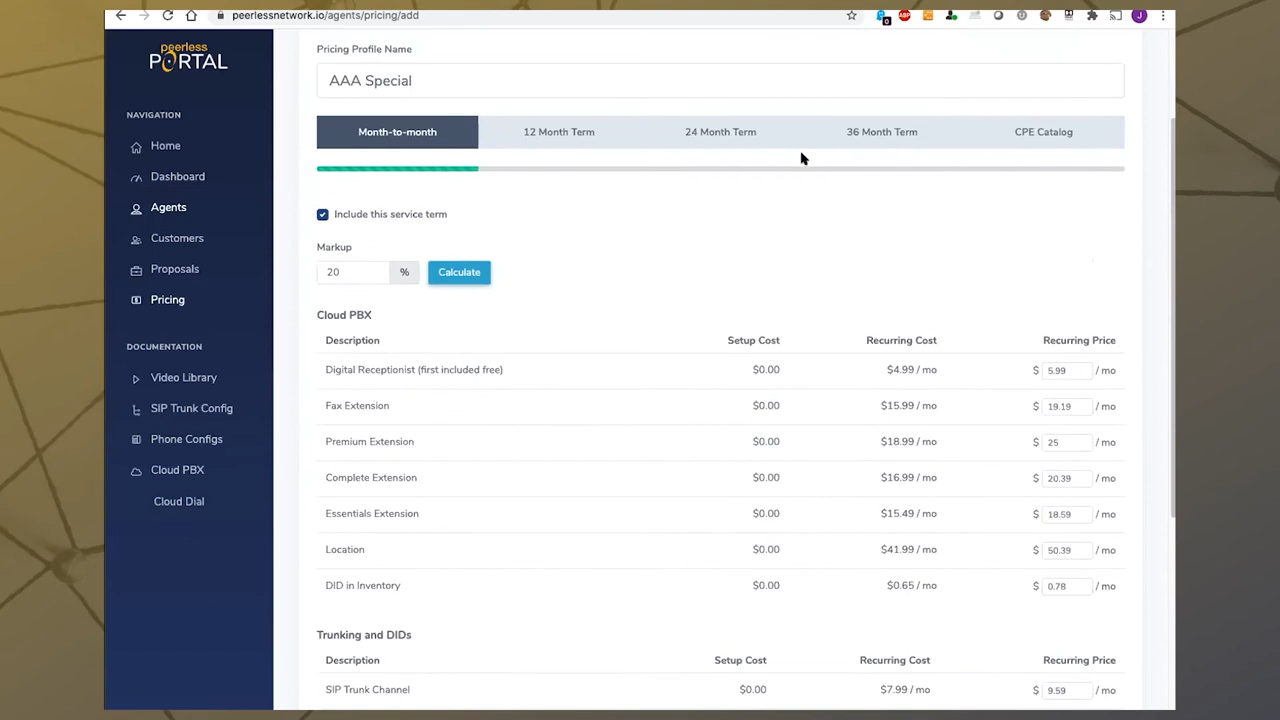 peerlessnetwork.io/agents/pricing/add
ABP
0
J
peerless
PORTAL
NAVIGATION
Home
Dashboard
Agents
Customers
Proposals
Pricing
DOCUMENTATION
Video Library
SIP Trunk Config
Phone Configs
Cloud PBX
Cloud Dial
Pricing Profile Name
AAA Special
Month-to-month 12 Month Term 24 Month Term 36 Month Term CPE Catalog
Include this service term
Markup
20 % Calculate
Cloud PBX
Description Setup Cost Recurring Cost Recurring Price
Digital Receptionist (first included free) $0.00 $4.99 / mo $ 5.99 / mo
Fax Extension $0.00 $15.99 / mo $ 19.19 / mo
Premium Extension $0.00 $18.99 / mo $ 25 / mo
Complete Extension $0.00 $16.99 / mo $ 20.39 / mo
Essentials Extension $0.00 $15.49 / mo $ 18.59 / mo
Location $0.00 $41.99 / mo $ 50.39 / mo
DID in Inventory $0.00 $0.65 / mo $ 0.78 / mo
Trunking and DIDs
Description Setup Cost Recurring Cost Recurring Price
SIP Trunk Channel $0.00 $7.99 / mo $ 9.59 / mo